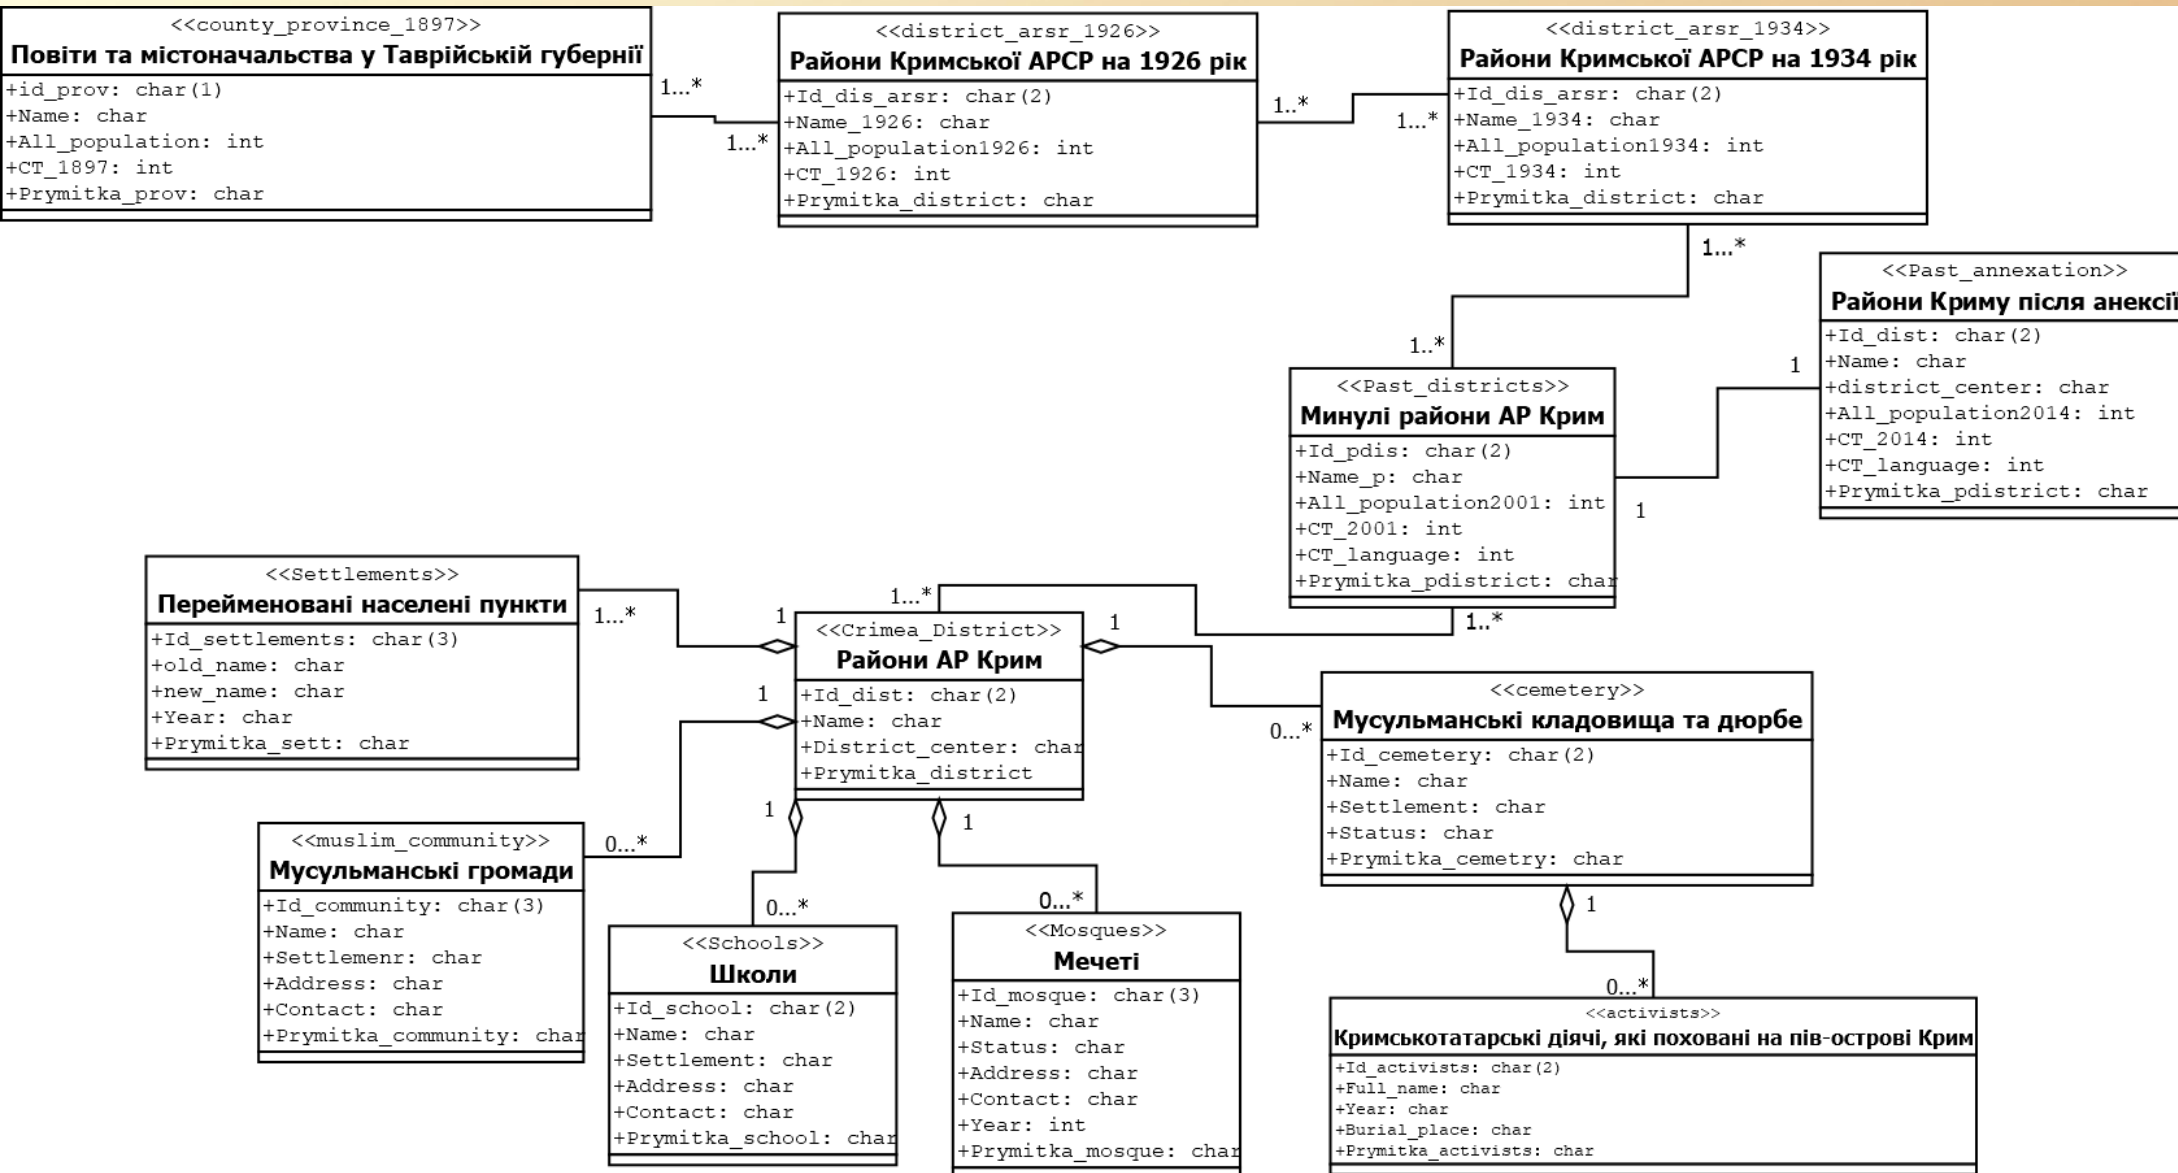 <<county_province_1897>>
Повіти та містоначальства у Таврійській губернії
+id_prov: char(1)
+Name: char
+All_population: int
+CT_1897: int
+Prymitka_prov: char
1...*
1...*
<<district_arsr_1926>>
Райони Кримської АРСР на 1926 рік
+Id_dis_arsr: char(2)
+Name_1926: char
+All_population1926: int
+CT_1926: int
+Prymitka_district: char
1..*
1...*
<<district_arsr_1934>>
Райони Кримської АРСР на 1934 рік
+Id_dis_arsr: char(2)
+Name_1934: char
+All_population1934: int
+CT_1934: int
+Prymitka_district: char
1...*
1..*
<<Past_annexation>>
Райони Криму після анексії
+Id_dist: char(2)
+Name: char
+district_center: char
+All_population2014: int
+CT_2014: int
+CT_language: int
+Prymitka_pdistrict: char
1
1
<<Past_districts>>
Минулі райони АР Крим
+Id_pdis: char(2)
+Name_p: char
+All_population2001: int
+CT_2001: int
+CT_language: int
+Prymitka_pdistrict: char
1..*
1...*
<<Settlements>>
Перейменовані населені пункти
+Id_settlements: char(3)
+old_name: char
+new_name: char
+Year: char
+Prymitka_sett: char
1...*
1
<<Crimea_District>>
Райони АР Крим
+Id_dist: char(2)
+Name: char
+District_center: char
+Prymitka_district
1
0...*
<<cemetery>>
Мусульманські кладовища та дюрбе
+Id_cemetery: char(2)
+Name: char
+Settlement: char
+Status: char
+Prymitka_cemetry: char
1
0...*
<<muslim_community>>
Мусульманські громади
+Id_community: char(3)
+Name: char
+Settlemenr: char
+Address: char
+Contact: char
+Prymitka_community: char
1
0...*
<<Schools>>
Школи
+Id_school: char(2)
+Name: char
+Settlement: char
+Address: char
+Contact: char
+Prymitka_school: char
1
0...*
<<Mosques>>
Мечеті
+Id_mosque: char(3)
+Name: char
+Status: char
+Address: char
+Contact: char
+Year: int
+Prymitka_mosque: char
1
0...*
<<activists>>
Кримськотатарські діячі, які поховані на пів-острові Крим
+Id_activists: char(2)
+Full_name: char
+Year: char
+Burial_place: char
+Prymitka_activists: char